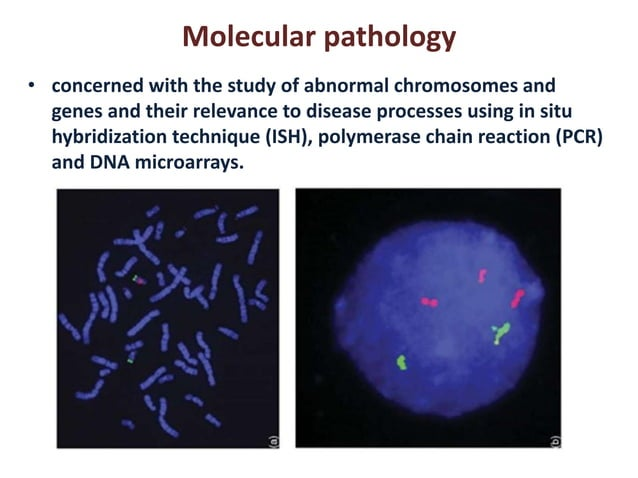 Molecular pathology
• concerned with the study of abnormal chromosomes and
genes and their relevance to disease processes using in situ
hybridization technique (ISH), polymerase chain reaction (PCR)
and DNA microarrays.
(a)
(b)